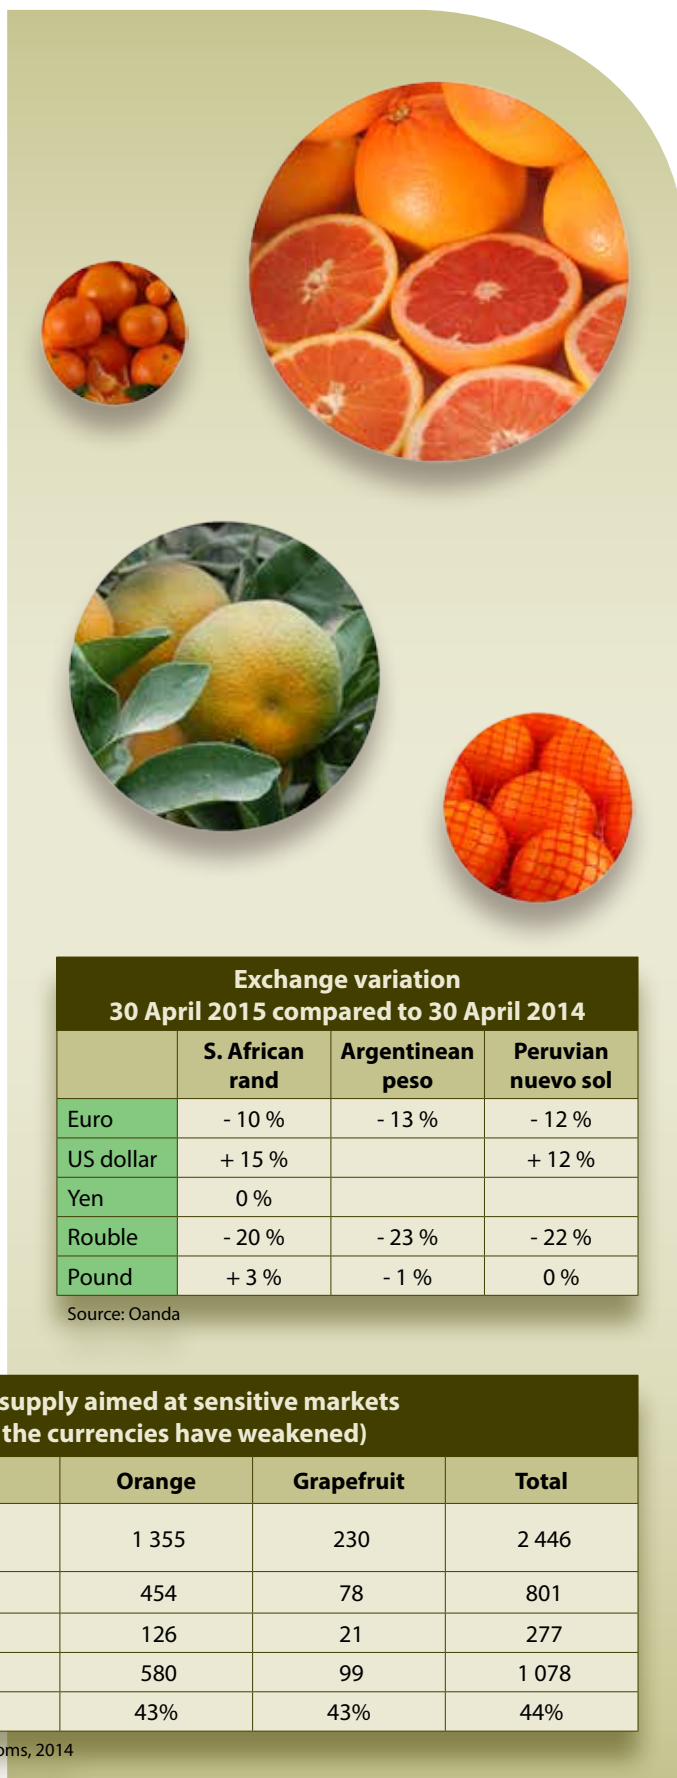 Exchange variation
30 April 2015 compared to 30 April 2014
S. African rand Argentinean peso Peruvian nuevo sol
Euro - 10 % - 13 % - 12 %
US dollar + 15 % + 12 %
Yen 0 %
Rouble - 20 % - 23 % - 22 %
Pound + 3 % - 1 % 0 %
Source: Oanda
supply aimed at sensitive markets
the currencies have weakened)
Orange Grapefruit Total
1 355 230 2 446
454 78 801
126 21 277
580 99 1 078
43% 43% 44%
2014